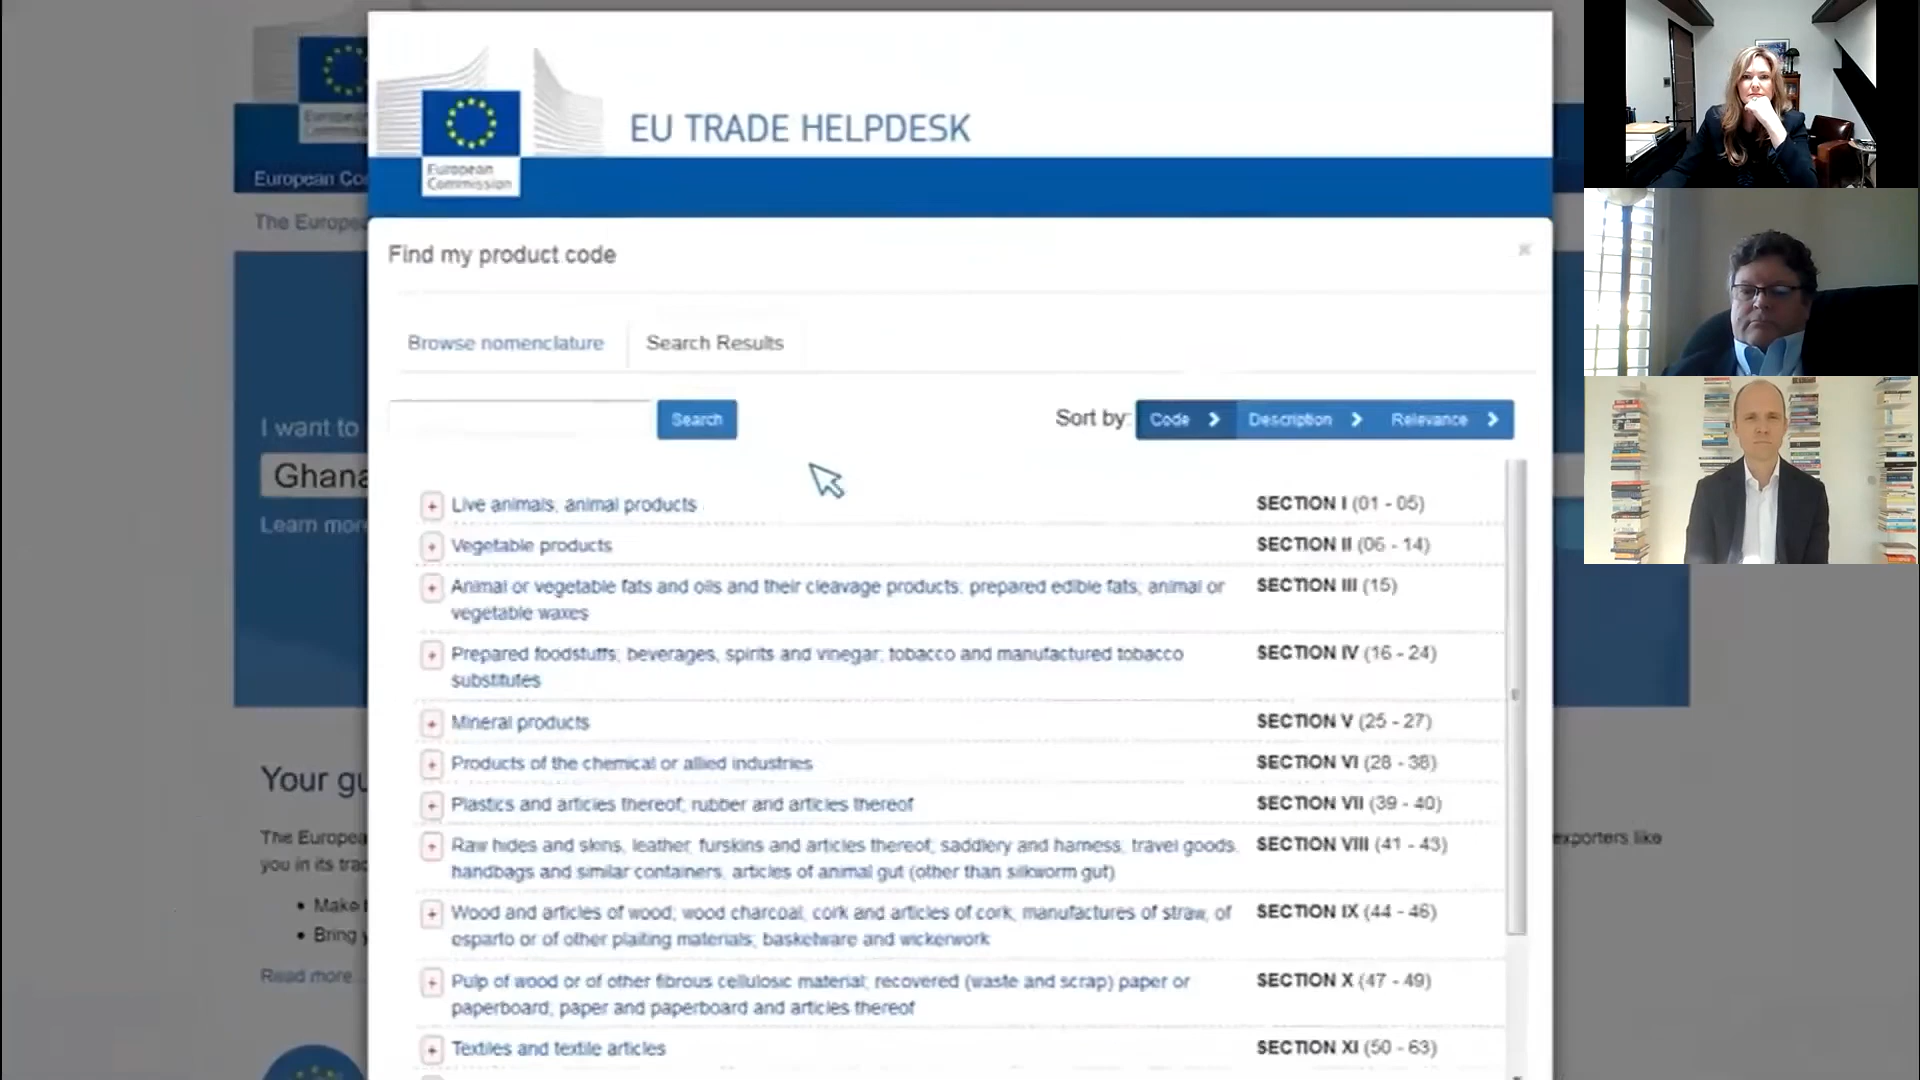 EU TRADE HELPDESK
European
Commission
European
Commission
European Co
The Europea
Find my product code
Browse nomenclature
Search Results
Search
Sort by:
Code
Description
Relevance
I want to
Ghana
Learn mor
Live animals; animal products
SECTION I (01 - 05)
Vegetable products
SECTION II (06 - 14)
Animal or vegetable fats and oils and their cleavage products; prepared edible fats; animal or
vegetable waxes
SECTION III (15)
Prepared foodstuffs; beverages, spirits and vinegar; tobacco and manufactured tobacco
substitutes
SECTION IV (16 - 24)
Mineral products
SECTION V (25 - 27)
Products of the chemical or allied industries
SECTION VI (28 - 38)
Plastics and articles thereof; rubber and articles thereof
SECTION VII (39 - 40)
Raw hides and skins, leather, furskins and articles thereof; saddlery and harness, travel goods,
handbags and similar containers, articles of animal gut (other than silkworm gut)
SECTION VIII (41 - 43)
Wood and articles of wood; wood charcoal; cork and articles of cork; manufactures of straw, of
esparto or of other plaiting materials; basketware and wickerwork
SECTION IX (44 - 46)
Pulp of wood or of other fibrous cellulosic material; recovered (waste and scrap) paper or
paperboard; paper and paperboard and articles thereof
SECTION X (47 - 49)
Textiles and textile articles
SECTION XI (50 - 63)
Your gu
The Europea
exporters like
you in its tra
• Make
• Bring
Read more...